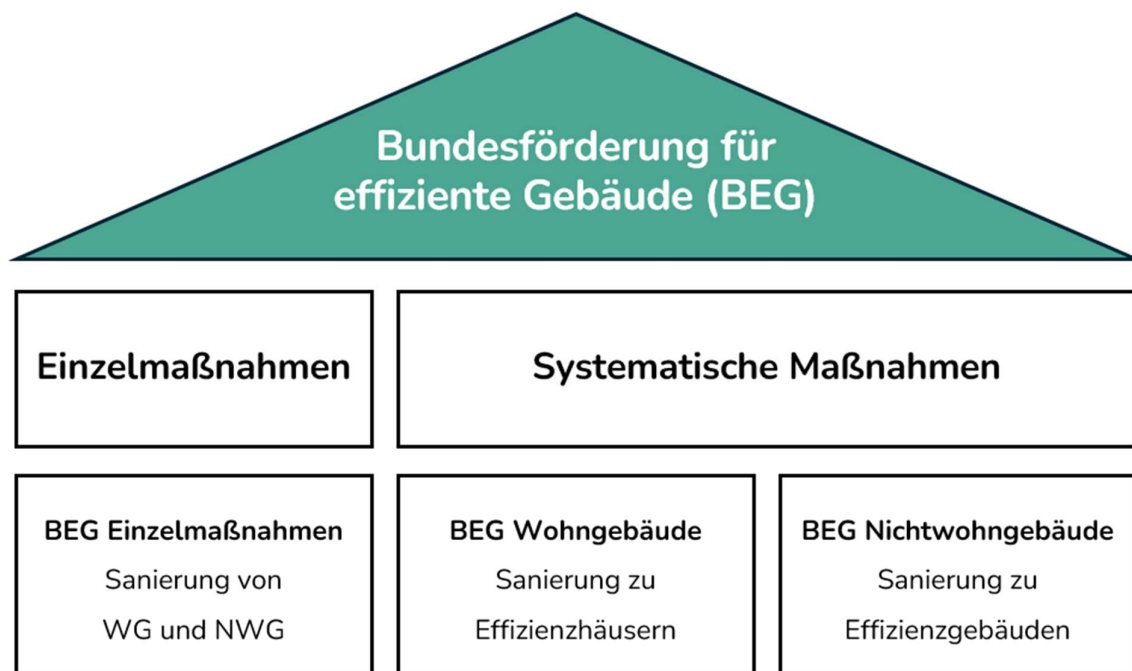 Bundesförderung für
effiziente Gebäude (BEG)
Einzelmaßnahmen
Systematische Maßnahmen
BEG Einzelmaßnahmen
Sanierung von
WG und NWG
BEG Wohngebäude
Sanierung zu
Effizienzhäusern
BEG Nichtwohngebäude
Sanierung zu
Effizienzgebäuden